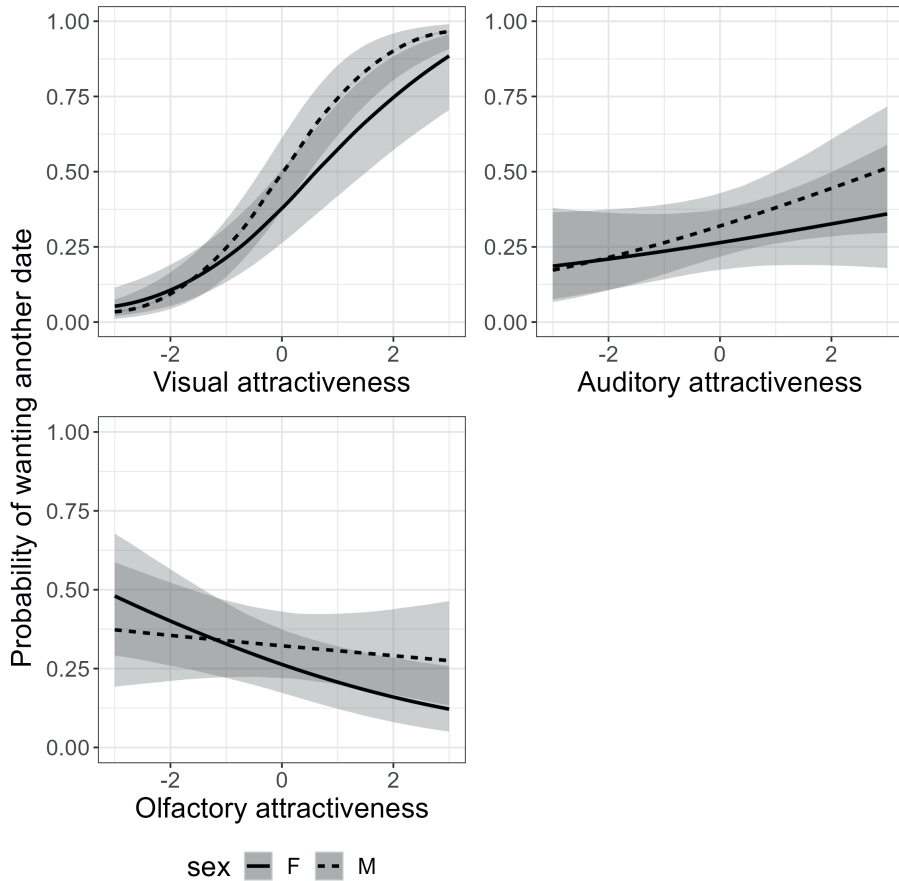 1.00
0.75
0.50
0.25
0.00
-2 0 2
Visual attractiveness
1.00
0.75
0.50
0.25
0.00
-2 0 2
Auditory attractiveness
Probability of wanting another date
1.00
0.75
0.50
0.25
0.00
-2 0 2
Olfactory attractiveness
sex F M